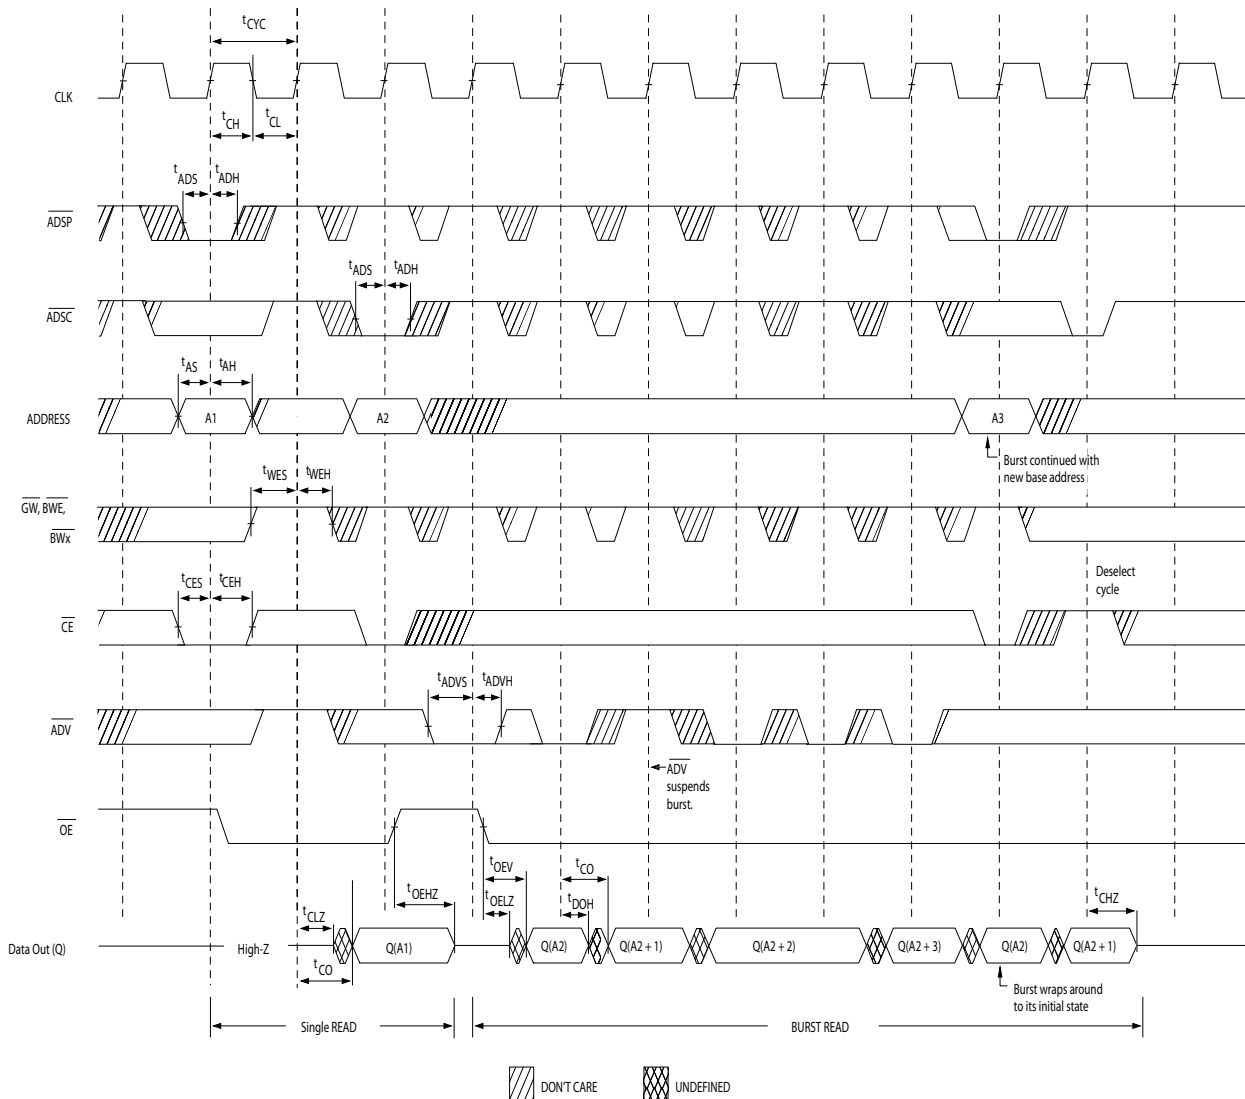 tCYC
CLK
tCH
tCL
tADS
tADH
ADSP
tADS
tADH
ADSC
tAS
tAH
ADDRESS
A1
A2
A3
Burst continued with
new base address
tWES
tWEH
GW, BWE,
BWx
Deselect
cycle
tCES
tCEH
CE
tADVS
tADVH
ADV
ADV
suspends
burst.
OE
tOEHZ
tOEV
tCO
tCLZ
tOELZ
tDOH
tCHZ
Data Out (Q)
High-Z
Q(A1)
Q(A2)
Q(A2 + 1)
Q(A2 + 2)
Q(A2 + 3)
Q(A2)
Q(A2 + 1)
tCO
Burst wraps around
to its initial state
Single READ
BURST READ
DON'T CARE
UNDEFINED